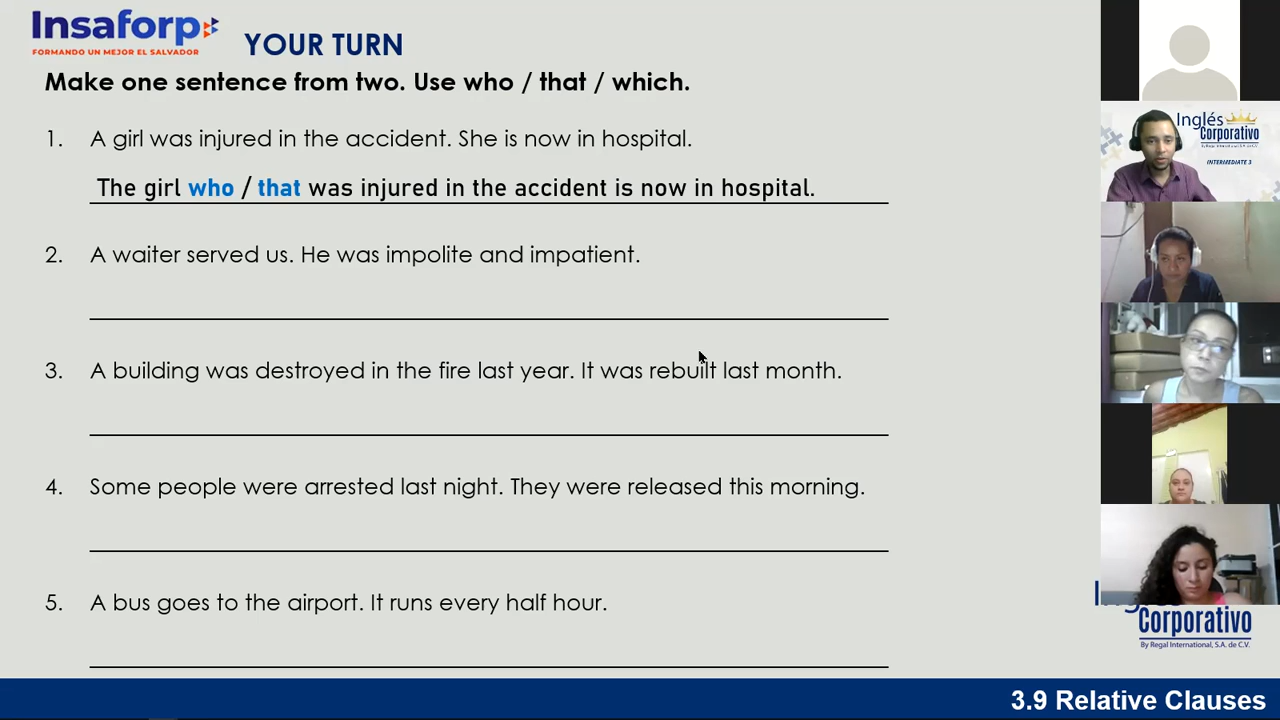 Insaforp
FORMANDO UN MEJOR EL SALVADOR
YOUR TURN
Make one sentence from two. Use who / that / which.
1. A girl was injured in the accident. She is now in hospital.
The girl who / that was injured in the accident is now in hospital.
2. A waiter served us. He was impolite and impatient.
3. A building was destroyed in the fire last year. It was rebuilt last month.
4. Some people were arrested last night. They were released this morning.
5. A bus goes to the airport. It runs every half hour.
Inglés
Corporativo
By Regal International, S.A. de C.V.
INTERMEDIATE 3
Corporativo
By Regal International, S.A. de C.V.
3.9 Relative Clauses